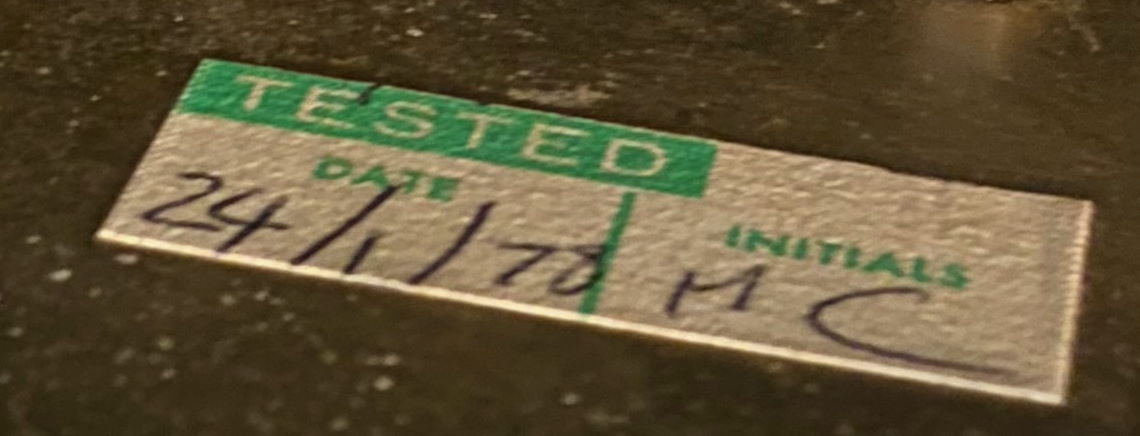 TESTED
DATE INITIALS
24/1/78 MC